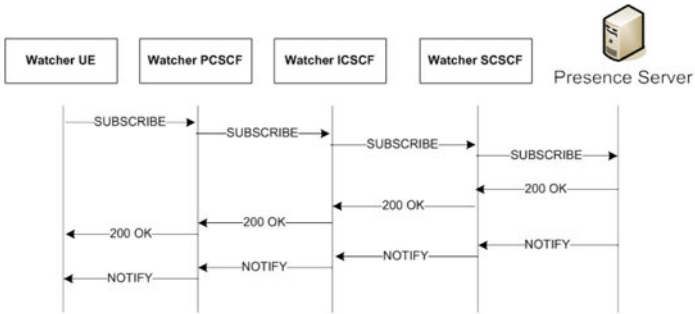 Watcher UE
Watcher PCSCF
Watcher ICSCF
Watcher SCSCF
Presence Server
SUBSCRIBE
SUBSCRIBE
SUBSCRIBE
SUBSCRIBE
200 OK
200 OK
200 OK
200 OK
NOTIFY
NOTIFY
NOTIFY
NOTIFY